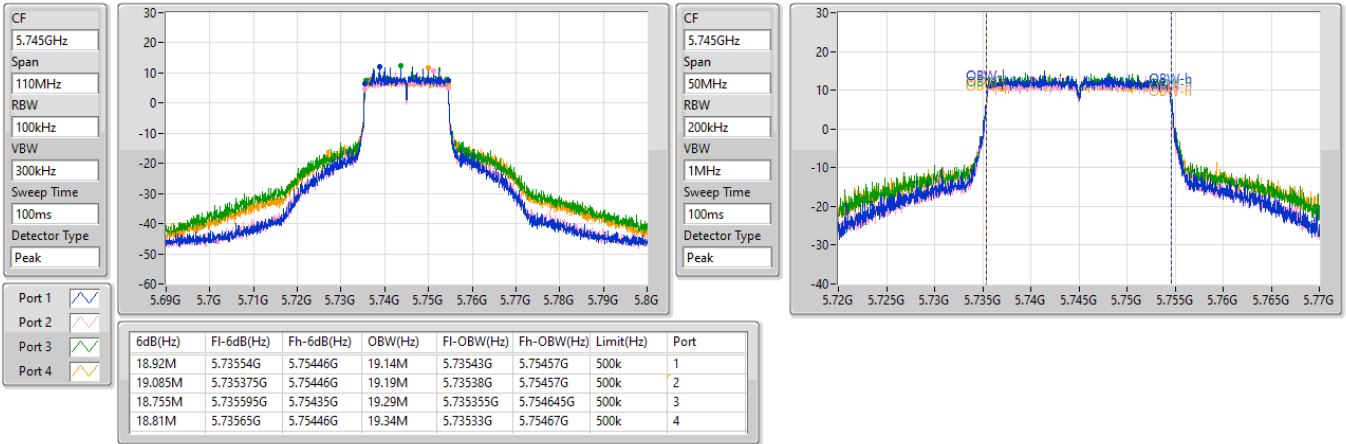 CF
5.745GHz
Span
110MHz
RBW
100kHz
VBW
300kHz
Sweep Time
100ms
Detector Type
Peak
30
20
10
0
-10
-20
-30
-40
-50
-60
5.69G 5.7G 5.71G 5.72G 5.73G 5.74G 5.75G 5.76G 5.77G 5.78G 5.79G 5.8G
CF
5.745GHz
Span
50MHz
RBW
200kHz
VBW
1MHz
Sweep Time
100ms
Detector Type
Peak
30
20
10
0
-10
-20
-30
-40
OBW-h
5.72G 5.725G 5.73G 5.735G 5.74G 5.745G 5.75G 5.755G 5.76G 5.765G 5.77G
Port 1
Port 2
Port 3
Port 4
6dB(Hz) Fl-6dB(Hz) Fh-6dB(Hz) OBW(Hz) Fl-OBW(Hz) Fh-OBW(Hz) Limit(Hz) Port
18.92M 5.73554G 5.75446G 19.14M 5.73543G 5.75457G 500k 1
19.085M 5.735375G 5.75446G 19.19M 5.73538G 5.75457G 500k 2
18.755M 5.735595G 5.75435G 19.29M 5.735355G 5.754645G 500k 3
18.81M 5.73565G 5.75446G 19.34M 5.73533G 5.75467G 500k 4